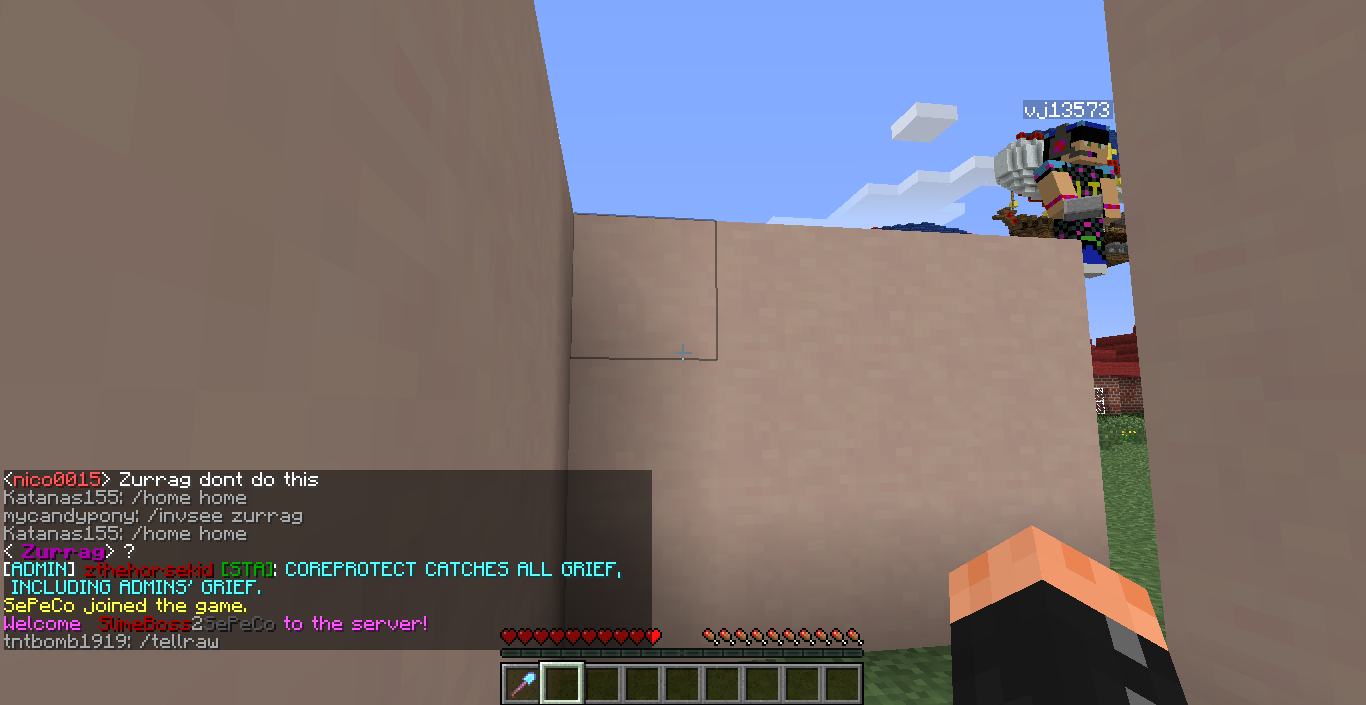 vj13573
<nico0015> Zurrag dont do this
Katanas155: /home home
mycandypony: /invsee zurrag
Katanas155: /home home
< Zurrag> ?
[ADMIN] zthehorsekid [STA]: COREPROTECT CATCHES ALL GRIEF,
INCLUDING ADMINS' GRIEF.
SePeCo joined the game.
Welcome SlimeBoss2SePeCo to the server!
tntbomb1919: /tellraw